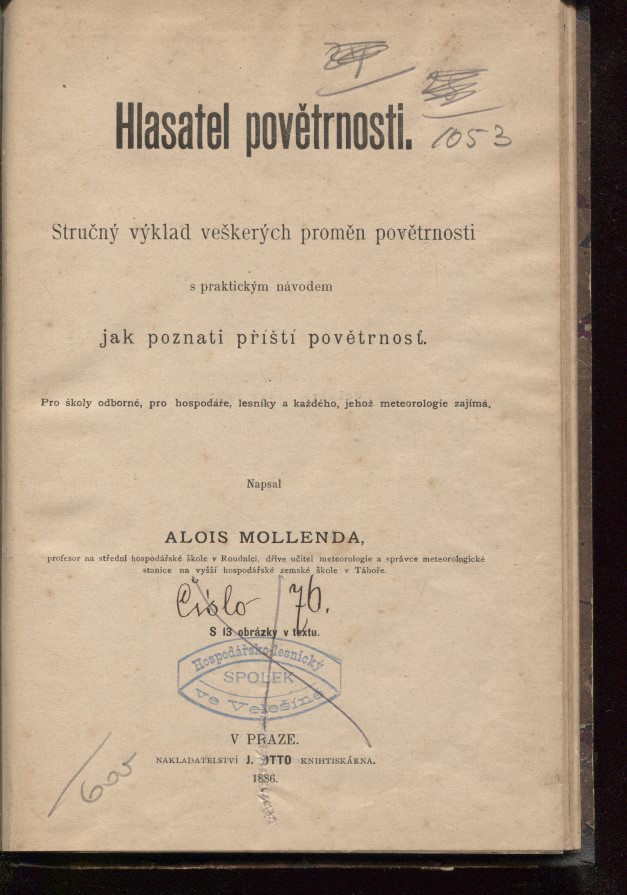 Hlasatel povětrnosti.
1053
Stručný výklad veškerých proměn povětrnosti
s praktickým návodem
jak poznati příští povětrnosť.
Pro školy odborné, pro hospodáře, lesníky a každého, jehož meteorologie zajímá.
Napsal
ALOIS MOLLENDA,
profesor na střední hospodářské škole v Roudnici, dříve učitel meteorologie a správce meteorologické
stanice na vyšší hospodářské zemské škole v Táboře.
Číslo 76.
S 13 obrázky v textu.
Hospodářsko-lesnický
SPOLEK
ve Velešíně
V PRAZE.
NAKLADATELSTVÍ J. OTTO KNIHTISKÁRNA.
1886.